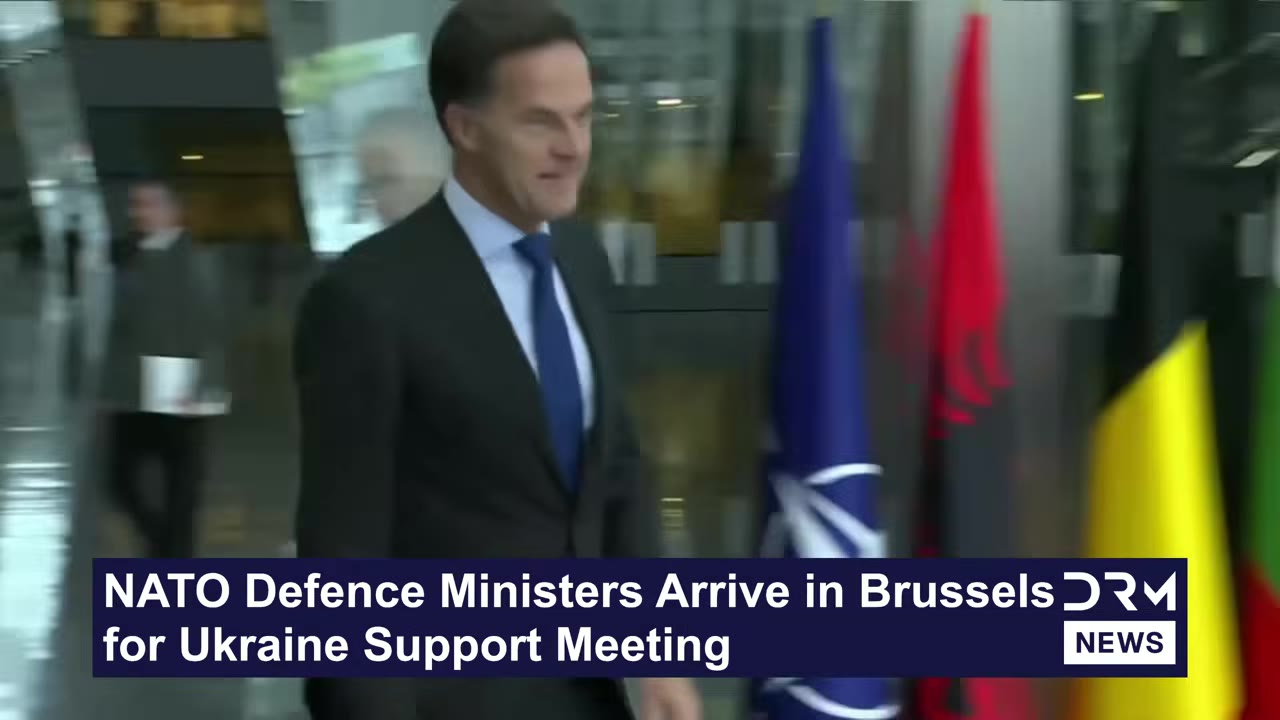 NATO Defence Ministers Arrive in Brussels
for Ukraine Support Meeting
DRM
NEWS